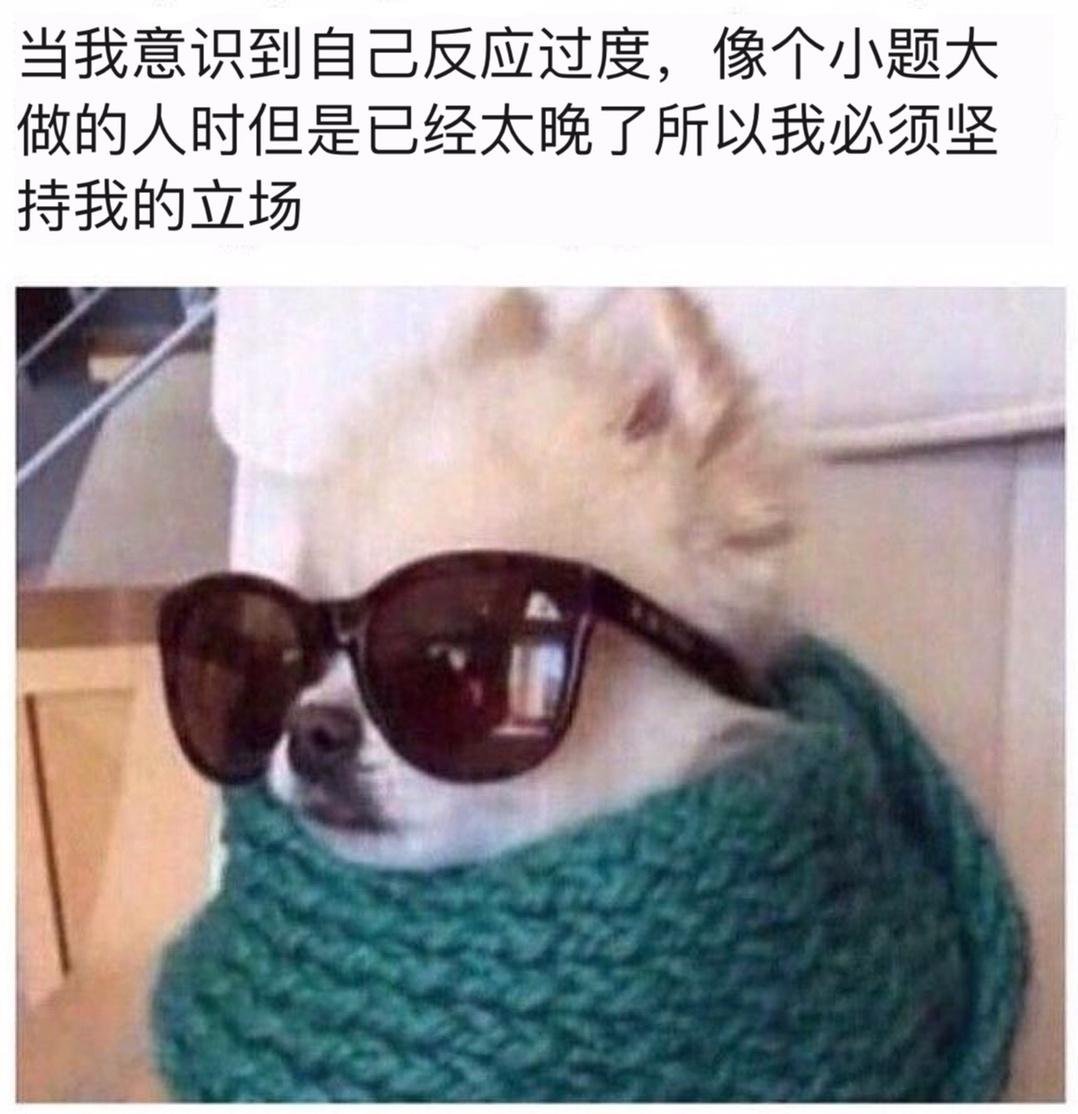 当我意识到自己反应过度，像个小题大
做的人时但是已经太晚了所以我必须坚
持我的立场